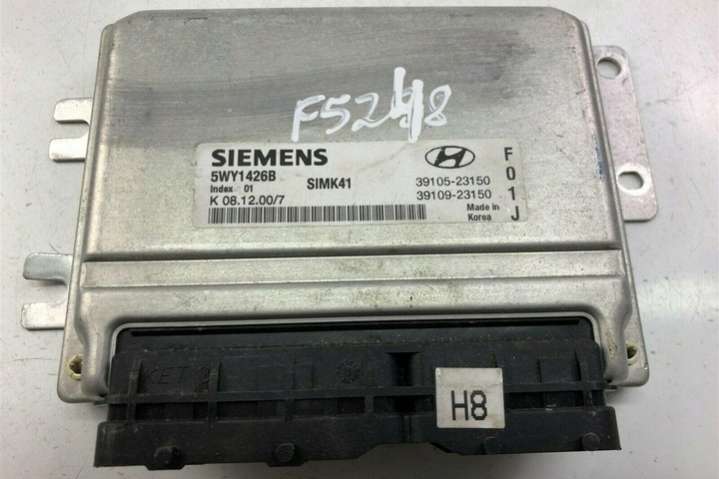 SIEMENS
5WY1426B
Index 01
SIMK41
K 08.12.00/7
39105-23150
39109-23150
Made in
Korea
F
0
1
J
H8